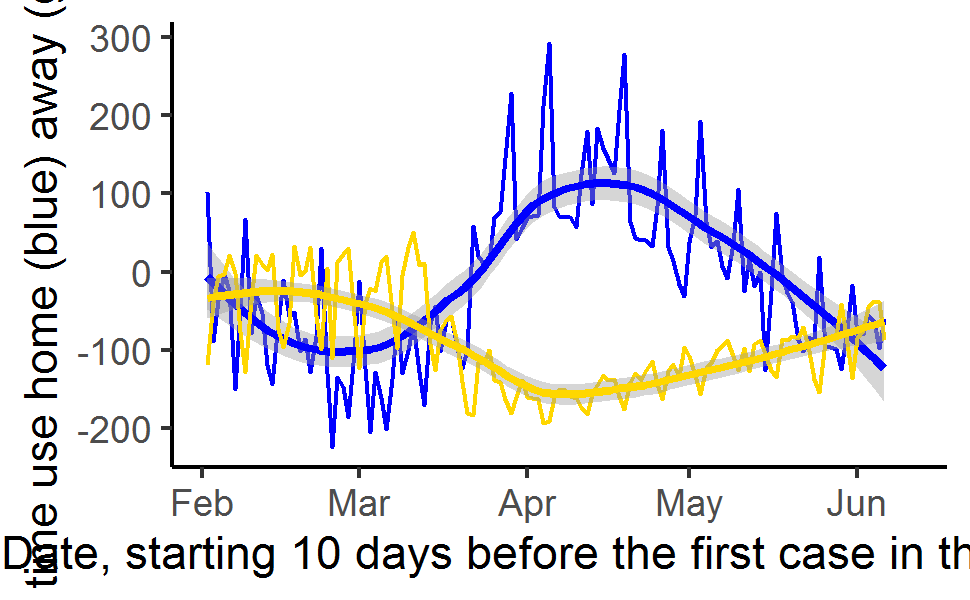 time use home (blue) away (
300
200
100
0
-100
-200
Feb Mar Apr May Jun
Date, starting 10 days before the first case in th